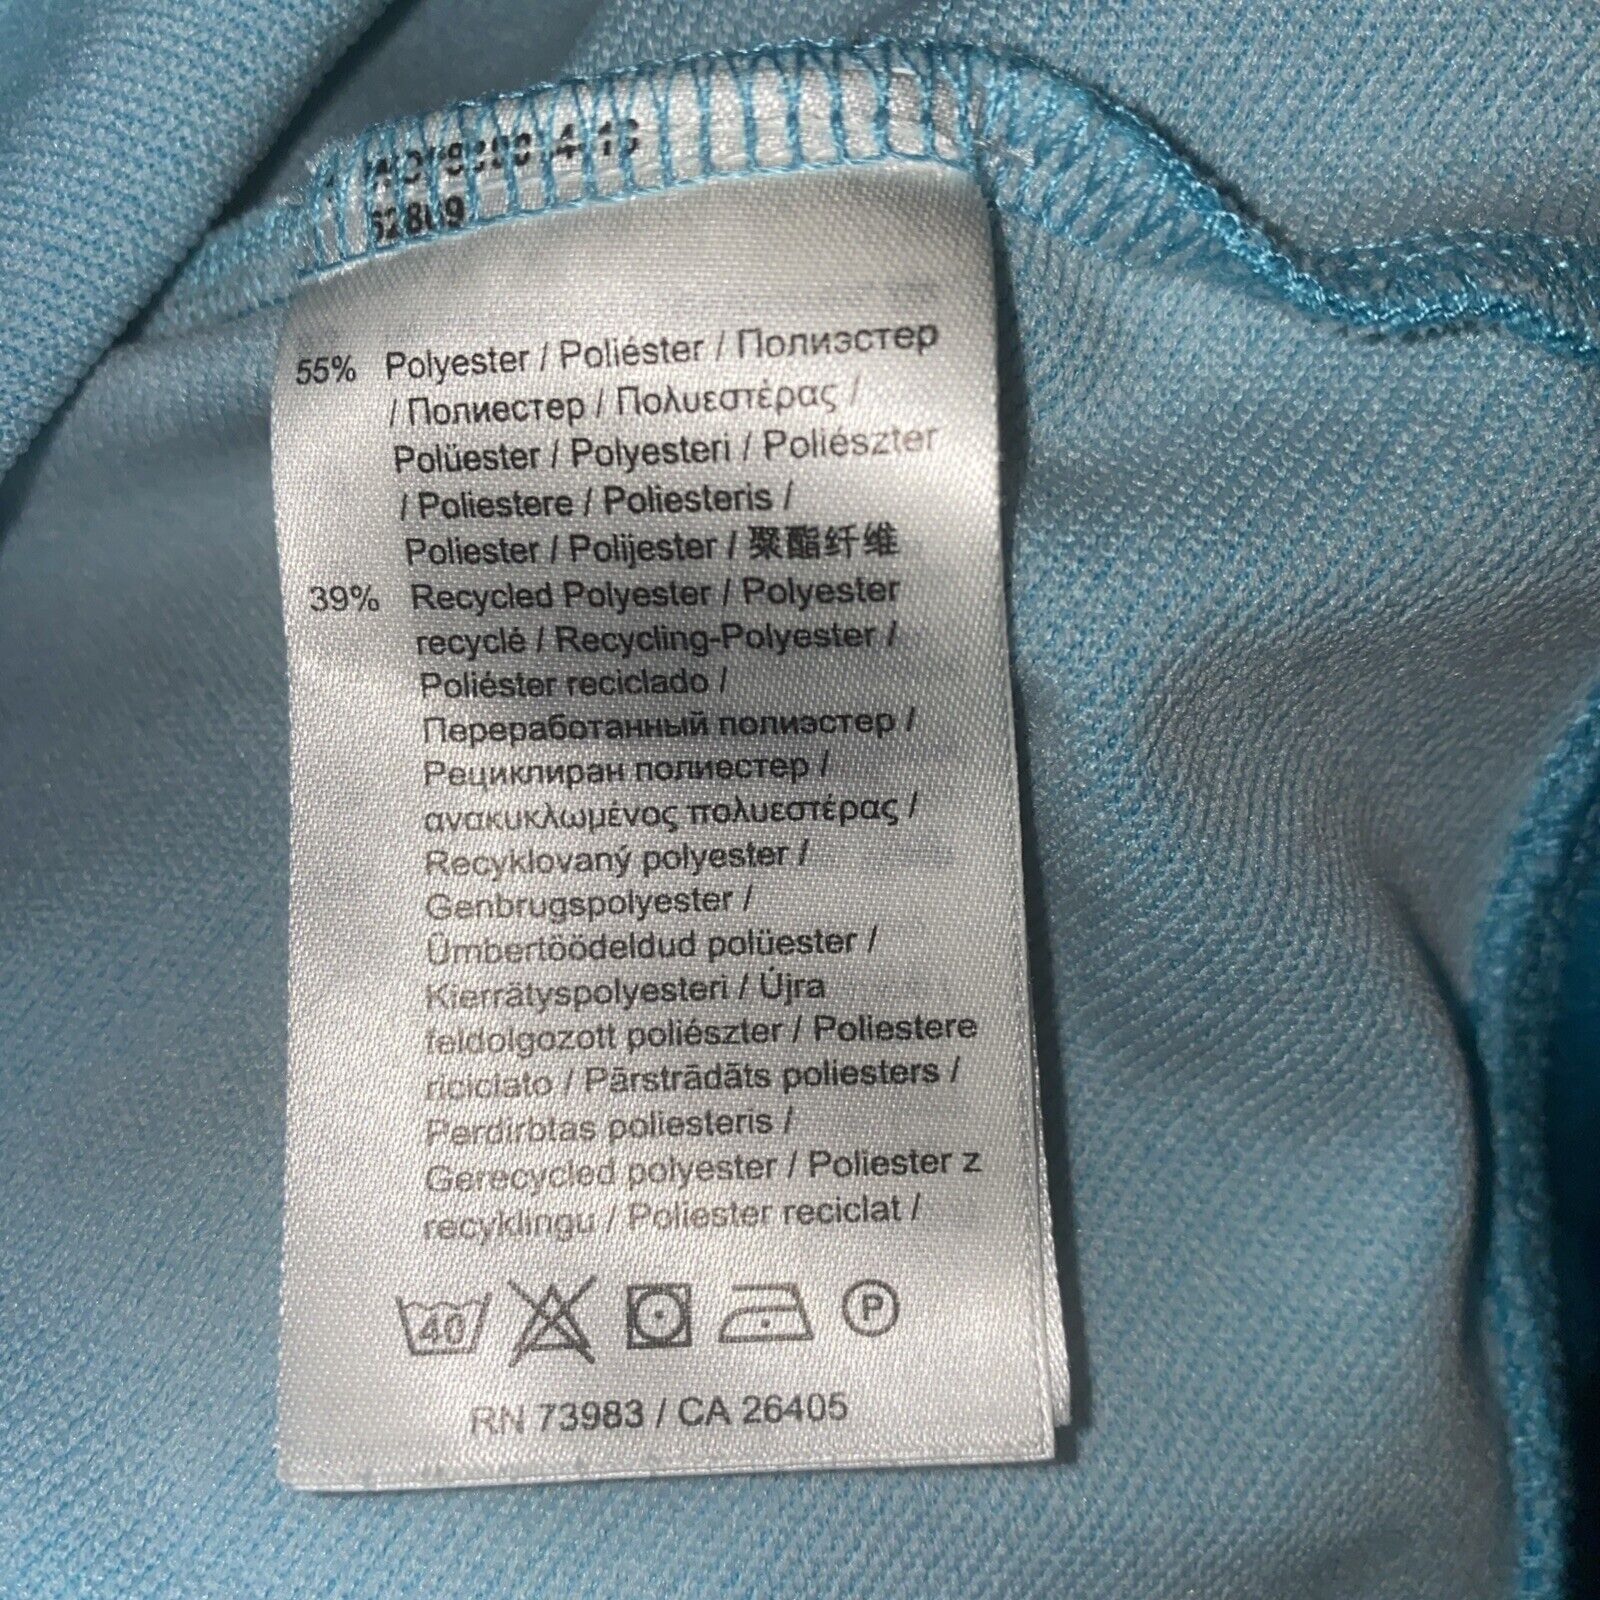 55% Polyester / Poliéster / Полиэстер
/ Полиестер / Πολυεστέρας /
Polüester / Polyesteri / Poliészter
/ Poliestere / Poliesteris /
Poliester / Polijester / 聚酯纤维
39% Recycled Polyester / Polyester
recyclé / Recycling-Polyester /
Poliéster reciclado /
Переработанный полиэстер /
Рециклиран полиестер /
ανακυκλωμένος πολυεστέρας /
Recyklovaný polyester /
Genbrugspolyester /
Ümbertöödeldud polüester /
Kierrätyspolyesteri / Újra
feldolgozott poliészter / Poliestere
riciclato / Pārstrādāts poliesters /
Perdirbtas poliesteris /
Gerecycled polyester / Poliester z
recyklingu / Poliester reciclat /
40 P
RN 73983 / CA 26405